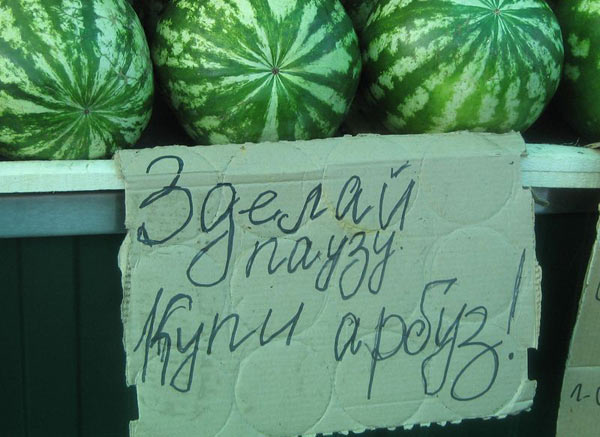 Зделай
паузу
Купи арбуз!